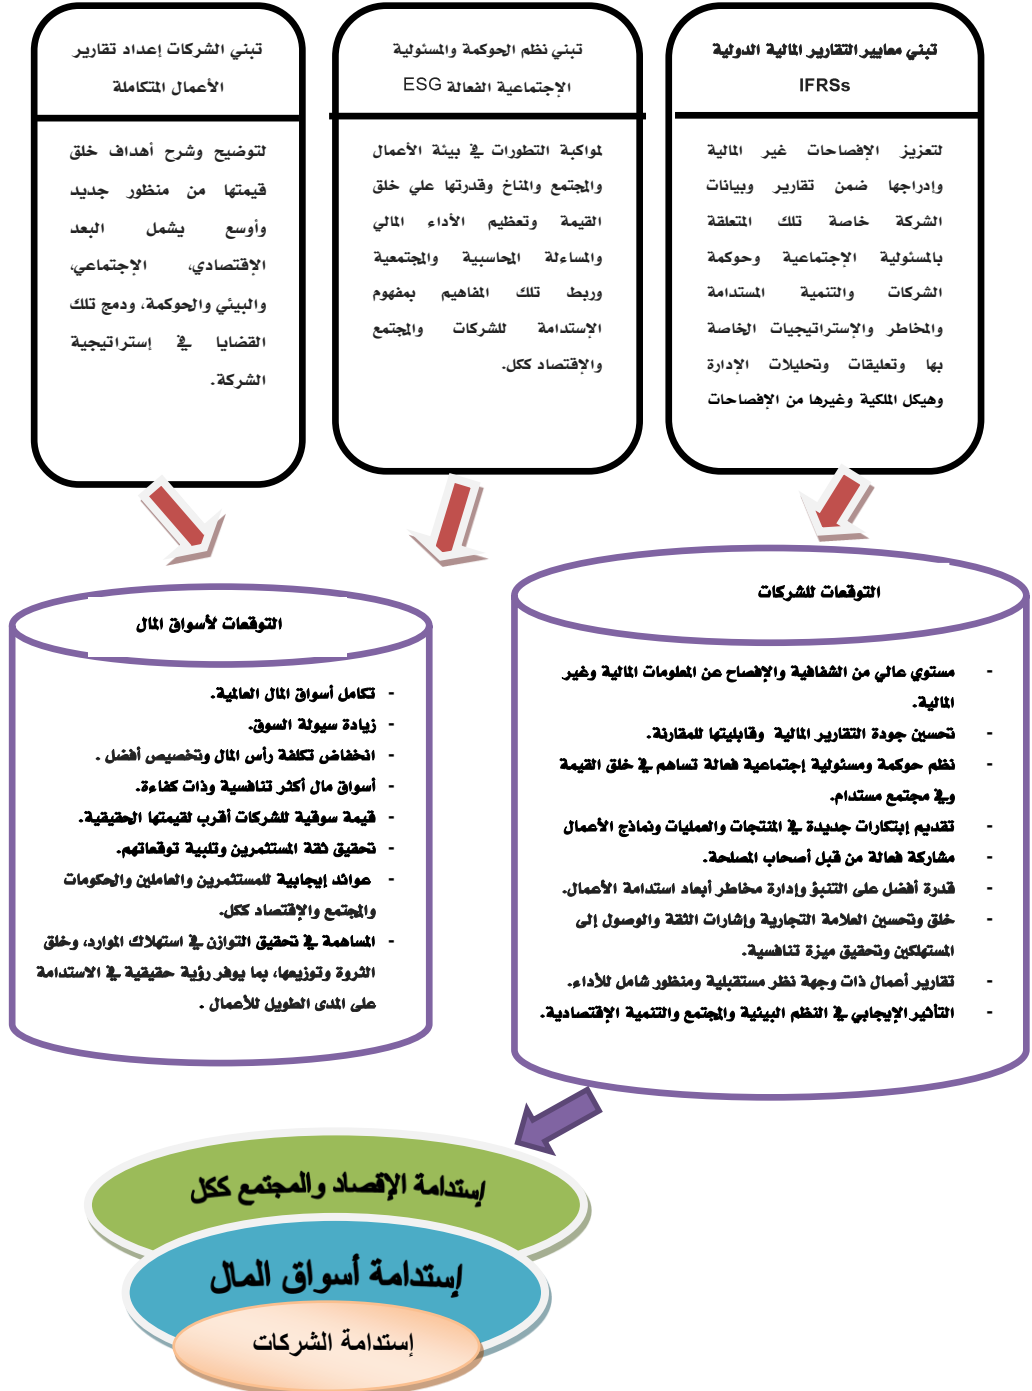 تبني معايير التقارير المالية الدولية
IFRSs
لتعزيز الإفصاحات غير المالية
وإدراجها ضمن تقارير وبيانات
الشركة خاصة تلك المتعلقة
بالمسئولية الإجتماعية وحوكمة
الشركات والتنمية المستدامة
والمخاطر والإستراتيجيات الخاصة
بها وتعليقات وتحليلات الإدارة
وهيكل الملكية وغيرها من الإفصاحات
تبني نظم الحوكمة والمسئولية
الإجتماعية الفعالة ESG
لمواكبة التطورات في بيئة الأعمال
والمجتمع والمناخ وقدرتها علي خلق
القيمة وتعظيم الأداء المالي
والمساءلة المحاسبية والمجتمعية
وربط تلك المفاهيم بمفهوم
الإستدامة للشركات والمجتمع
والإقتصاد ككل.
تبني الشركات إعداد تقارير
الأعمال المتكاملة
لتوضيح وشرح أهداف خلق
قيمتها من منظور جديد
وأوسع يشمل البعد
الإقتصادي، الإجتماعي،
والبيئي والحوكمة، ودمج تلك
القضايا في إستراتيجية
الشركة.
التوقعات للشركات
- مستوي عالي من الشفافية والإفصاح عن المعلومات المالية وغير
المالية.
- تحسين جودة التقارير المالية وقابليتها للمقارنة.
- نظم حوكمة ومسئولية إجتماعية فعالة تساهم في خلق القيمة
وفي مجتمع مستدام.
- تقديم إبتكارات جديدة في المنتجات والعمليات ونماذج الأعمال
- مشاركة فعالة من قبل أصحاب المصلحة.
- قدرة أفضل على التنبؤ وإدارة مخاطر أبعاد استدامة الأعمال.
- خلق وتحسين العلامة التجارية وإشارات الثقة والوصول إلى
المستهلكين وتحقيق ميزة تنافسية.
- تقارير أعمال ذات وجهة نظر مستقبلية ومنظور شامل للأداء.
- التأثير الإيجابي في النظم البيئية والمجتمع والتنمية الإقتصادية.
التوقعات لأسواق المال
- تكامل أسواق المال العالمية.
- زيادة سيولة السوق.
- انخفاض تكلفة رأس المال وتخصيص أفضل .
- أسواق مال أكثر تنافسية وذات كفاءة.
- قيمة سوقية للشركات أقرب لقيمتها الحقيقية.
- تحقيق ثقة المستثمرين وتلبية توقعاتهم.
- عوائد إيجابية للمستثمرين والعاملين والحكومات
والمجتمع والإقتصاد ككل.
- المساهمة في تحقيق التوازن في استهلاك الموارد، وخلق
الثروة وتوزيعها، بما يوفر رؤية حقيقية في الاستدامة
على المدى الطويل للأعمال .
إستدامة الإقصاد والمجتمع ككل
إستدامة أسواق المال
إستدامة الشركات